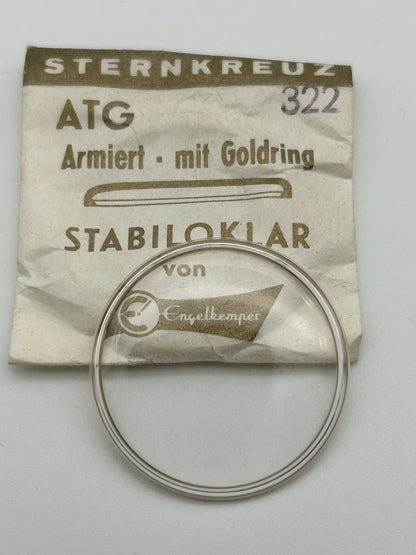 STERNKREUZ
ATG 322
Armiert · mit Goldring
STABILOKLAR
von
Engelkemper